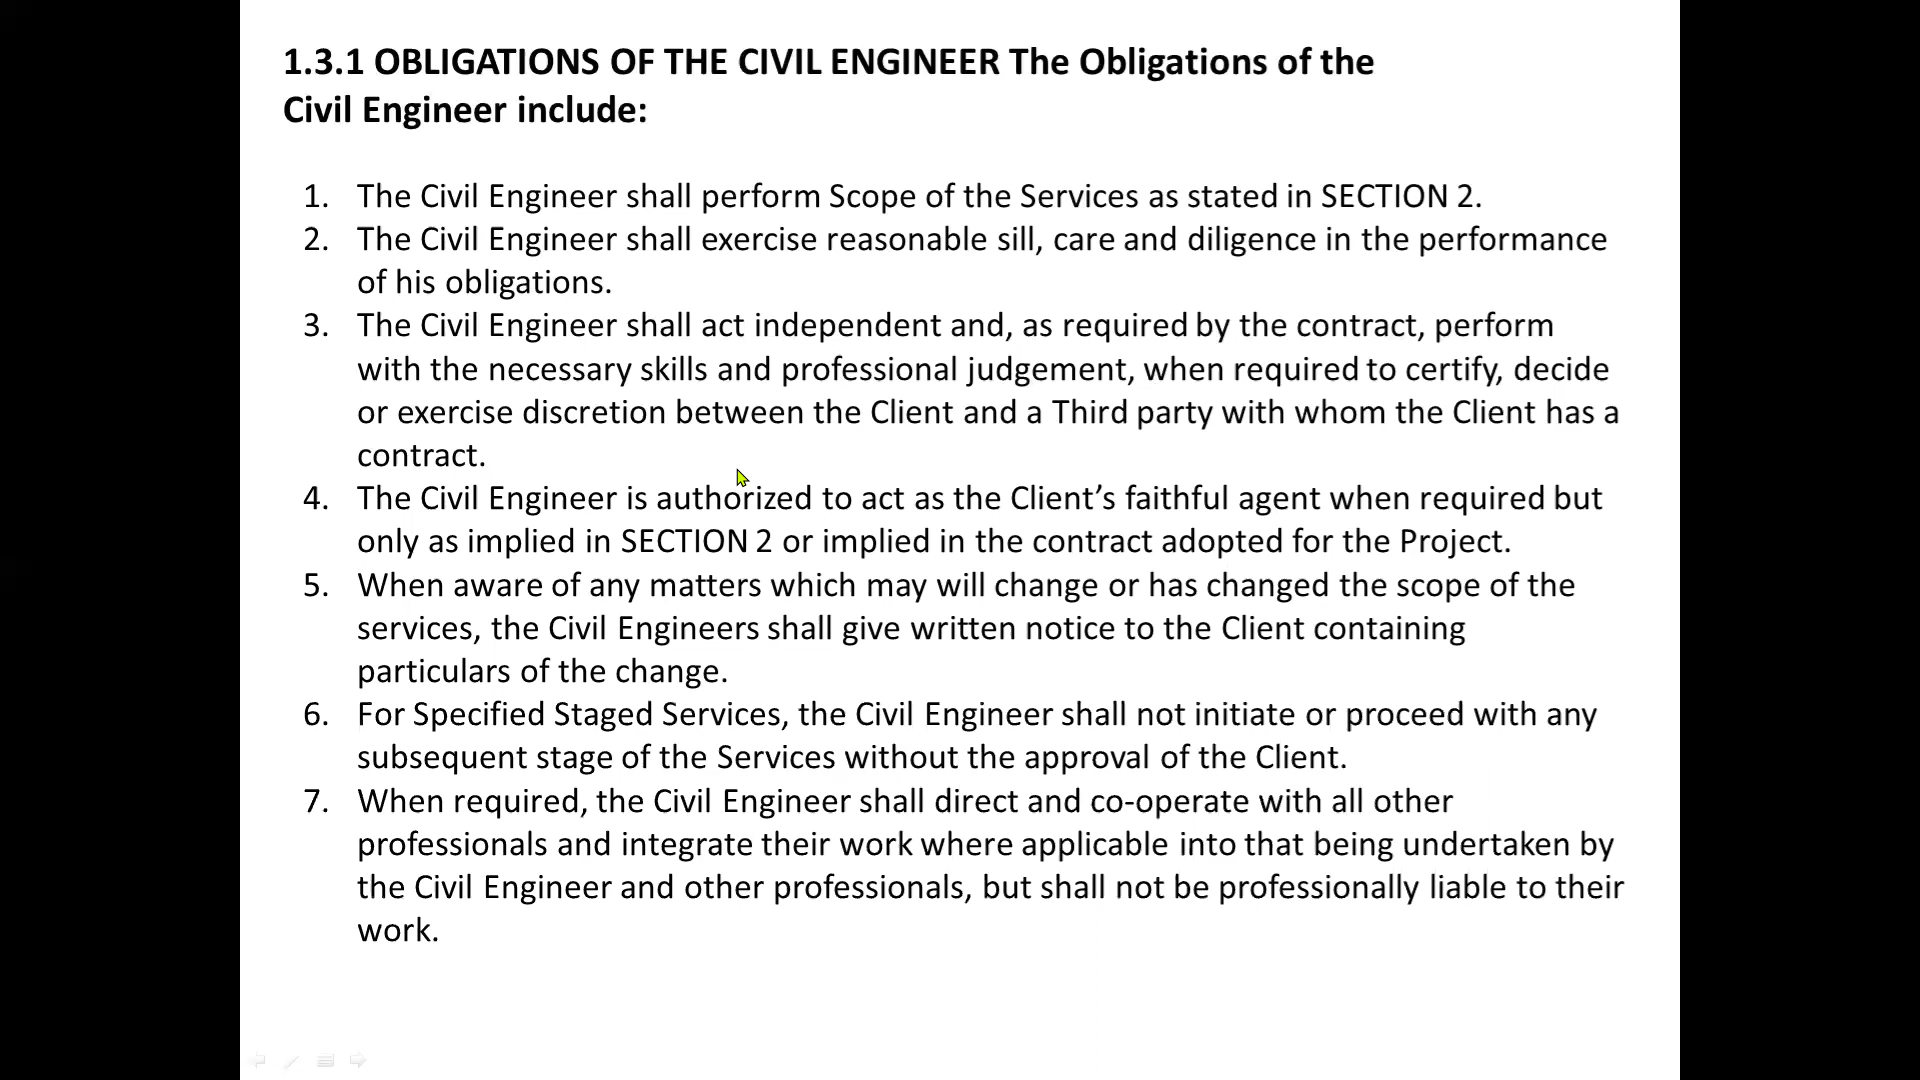 1.3.1 OBLIGATIONS OF THE CIVIL ENGINEER The Obligations of the
Civil Engineer include:
1. The Civil Engineer shall perform Scope of the Services as stated in SECTION 2.
2. The Civil Engineer shall exercise reasonable sill, care and diligence in the performance
of his obligations.
3. The Civil Engineer shall act independent and, as required by the contract, perform
with the necessary skills and professional judgement, when required to certify, decide
or exercise discretion between the Client and a Third party with whom the Client has a
contract.
4. The Civil Engineer is authorized to act as the Client’s faithful agent when required but
only as implied in SECTION 2 or implied in the contract adopted for the Project.
5. When aware of any matters which may will change or has changed the scope of the
services, the Civil Engineers shall give written notice to the Client containing
particulars of the change.
6. For Specified Staged Services, the Civil Engineer shall not initiate or proceed with any
subsequent stage of the Services without the approval of the Client.
7. When required, the Civil Engineer shall direct and co-operate with all other
professionals and integrate their work where applicable into that being undertaken by
the Civil Engineer and other professionals, but shall not be professionally liable to their
work.